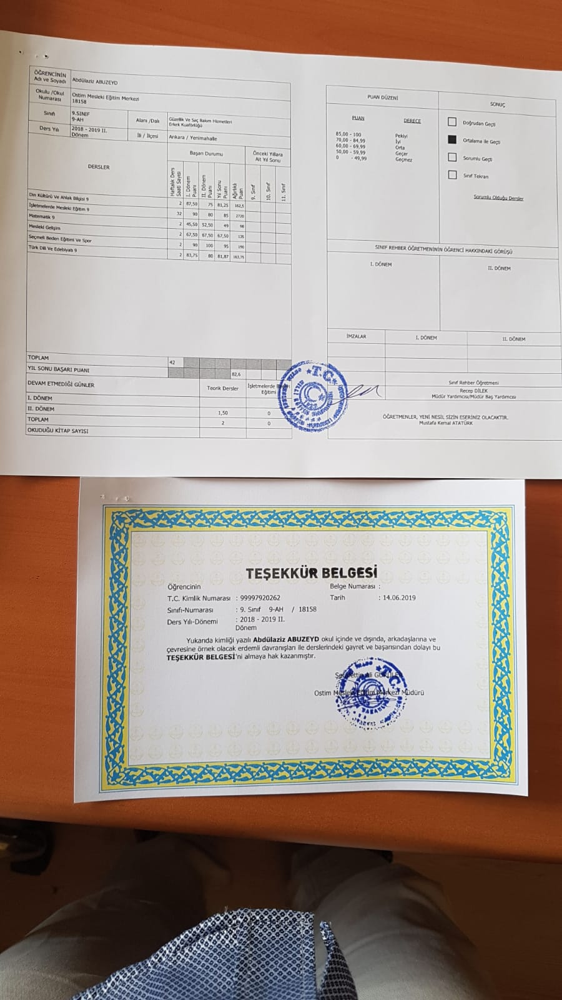 ÖĞRENCİNİN
Adı ve Soyadı Abdülaziz ABUZEYD
Okulu /Okul Numarası Ostim Mesleki Eğitim Merkezi
18158
Sınıfı 9.SINIF
9-AH
Alanı /Dalı Güzellik Ve Saç Bakım Hizmetleri
Erkek Kuaförlüğü
Ders Yılı 2018 - 2019 II.
Dönem
İli / İlçesi Ankara / Yenimahalle
DERSLER
Başarı Durumu
Önceki Yıllara
Ait Yıl Sonu
Haftalık Ders
Saati Sayısı
I. Dönem
Puanı
II. Dönem
Puanı
Yıl Sonu
Puanı
Ağırlıklı
Puan
9. Sınıf
10. Sınıf
11. Sınıf
Din Kültürü Ve Ahlak Bilgisi 9 2 87,50 75 81,25 162,5
İşletmelerde Mesleki Eğitim 9 32 90 80 85 2720
Matematik 9 2 45,50 52,50 49 98
Mesleki Gelişim 2 67,50 67,50 67,50 135
Seçmeli Beden Eğitimi Ve Spor 2 90 100 95 190
Türk Dili Ve Edebiyatı 9 2 83,75 80 81,87 163,75
TOPLAM 42
YIL SONU BAŞARI PUANI 82,6
DEVAM ETMEDİĞİ GÜNLER Teorik Dersler İşletmelerde
Eğitimi
I. DÖNEM
II. DÖNEM 1,50 0
TOPLAM 2 0
OKUDUĞU KİTAP SAYISI
PUAN DÜZENİ
PUAN DERECE
85,00 - 100 Pekiyi
70,00 - 84,99 İyi
60,00 - 69,99 Orta
50,00 - 59,99 Geçer
0 - 49,99 Geçmez
SONUÇ
Doğrudan Geçti
Ortalama ile Geçti
Sorumlu Geçti
Sınıf Tekrarı
Sorumlu Olduğu Dersler
SINIF REHBER ÖĞRETMENİNİN ÖĞRENCİ HAKKINDAKİ GÖRÜŞÜ
I. DÖNEM II. DÖNEM
İMZALAR I. DÖNEM II. DÖNEM
Sınıf Rehber Öğretmeni
Recep DİLEK
Müdür Yardımcısı/Müdür Baş Yardımcısı
ÖĞRETMENLER, YENİ NESİL SİZİN ESERİNİZ OLACAKTIR.
Mustafa Kemal ATATÜRK
T.C.
TEŞEKKÜR BELGESİ
Öğrencinin Belge Numarası :
T.C. Kimlik Numarası : 99997920262 Tarih : 14.06.2019
Sınıfı-Numarası : 9. Sınıf 9-AH / 18158
Ders Yılı-Dönemi : 2018 - 2019 II.
Dönem
Yukarıda kimliği yazılı Abdülaziz ABUZEYD okul içinde ve dışında, arkadaşlarına ve
çevresine örnek olacak erdemli davranışları ile derslerindeki gayret ve başarısından dolayı bu
TEŞEKKÜR BELGESİ'ni almaya hak kazanmıştır.
Ali
Ostim Mesleki Eğitim Merkezi Müdürü
T.C.